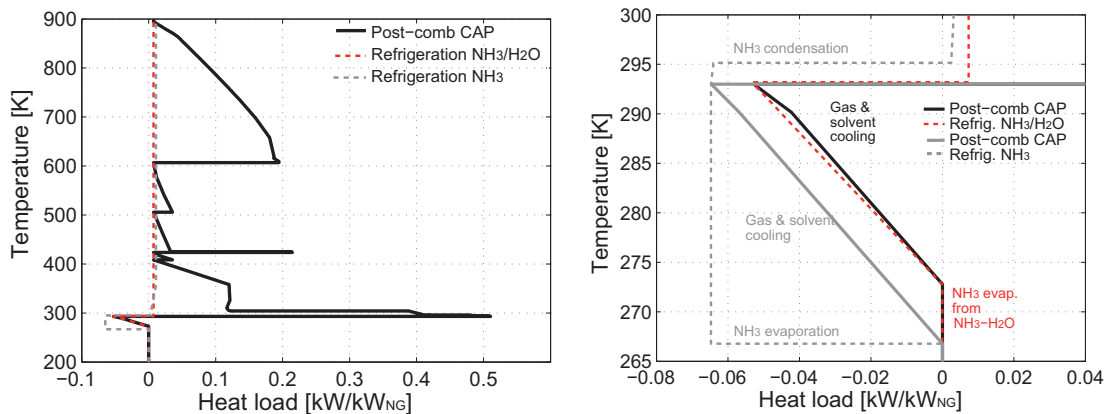 900
800
700
600
500
400
300
200
Temperature [K]
−0.1
0
0.1
0.2
0.3
0.4
0.5
Heat load [kW/kWNG]
Post−comb CAP
Refrigeration NH3/H2O
Refrigeration NH3
300
295
290
285
280
275
270
265
Temperature [K]
−0.08
−0.06
−0.04
−0.02
0
0.02
0.04
Heat load [kW/kWNG]
NH3 condensation
Gas &
solvent
cooling
Post−comb CAP
Refrig. NH3/H2O
Post−comb CAP
Refrig. NH3
Gas & solvent
cooling
NH3 evap.
from
NH3−H2O
NH3 evaporation